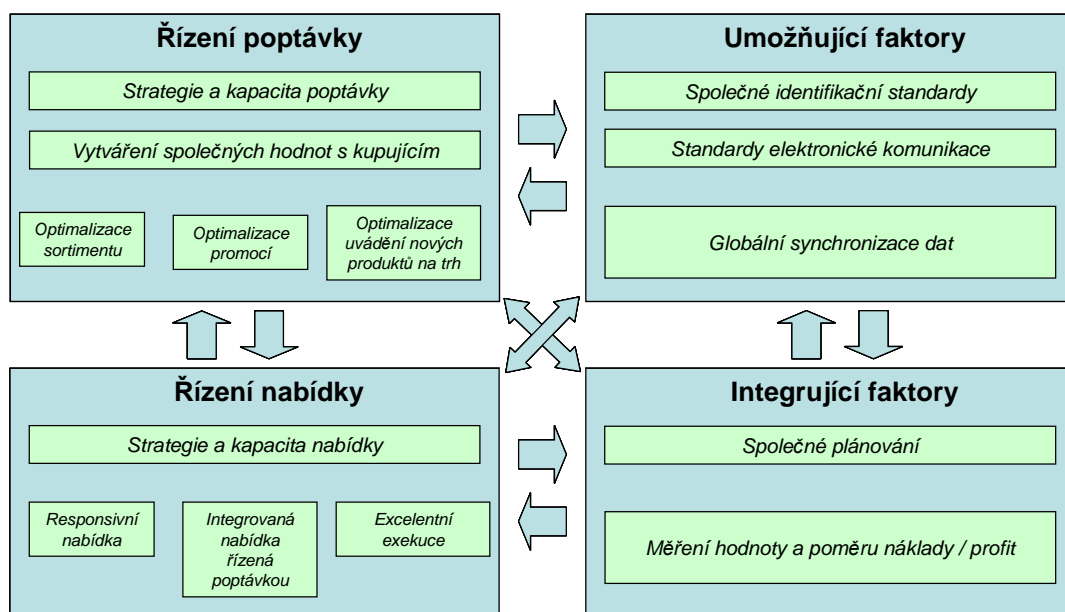 Řízení poptávky
Strategie a kapacita poptávky
Vytváření společných hodnot s kupujícím
Optimalizace
sortimentu
Optimalizace
promocí
Optimalizace
uvádění nových
produktů na trh
Umožňující faktory
Společné identifikační standardy
Standardy elektronické komunikace
Globální synchronizace dat
Řízení nabídky
Strategie a kapacita nabídky
Responsivní
nabídka
Integrovaná
nabídka
řízená
poptávkou
Excelentní
exekuce
Integrující faktory
Společné plánování
Měření hodnoty a poměru náklady / profit